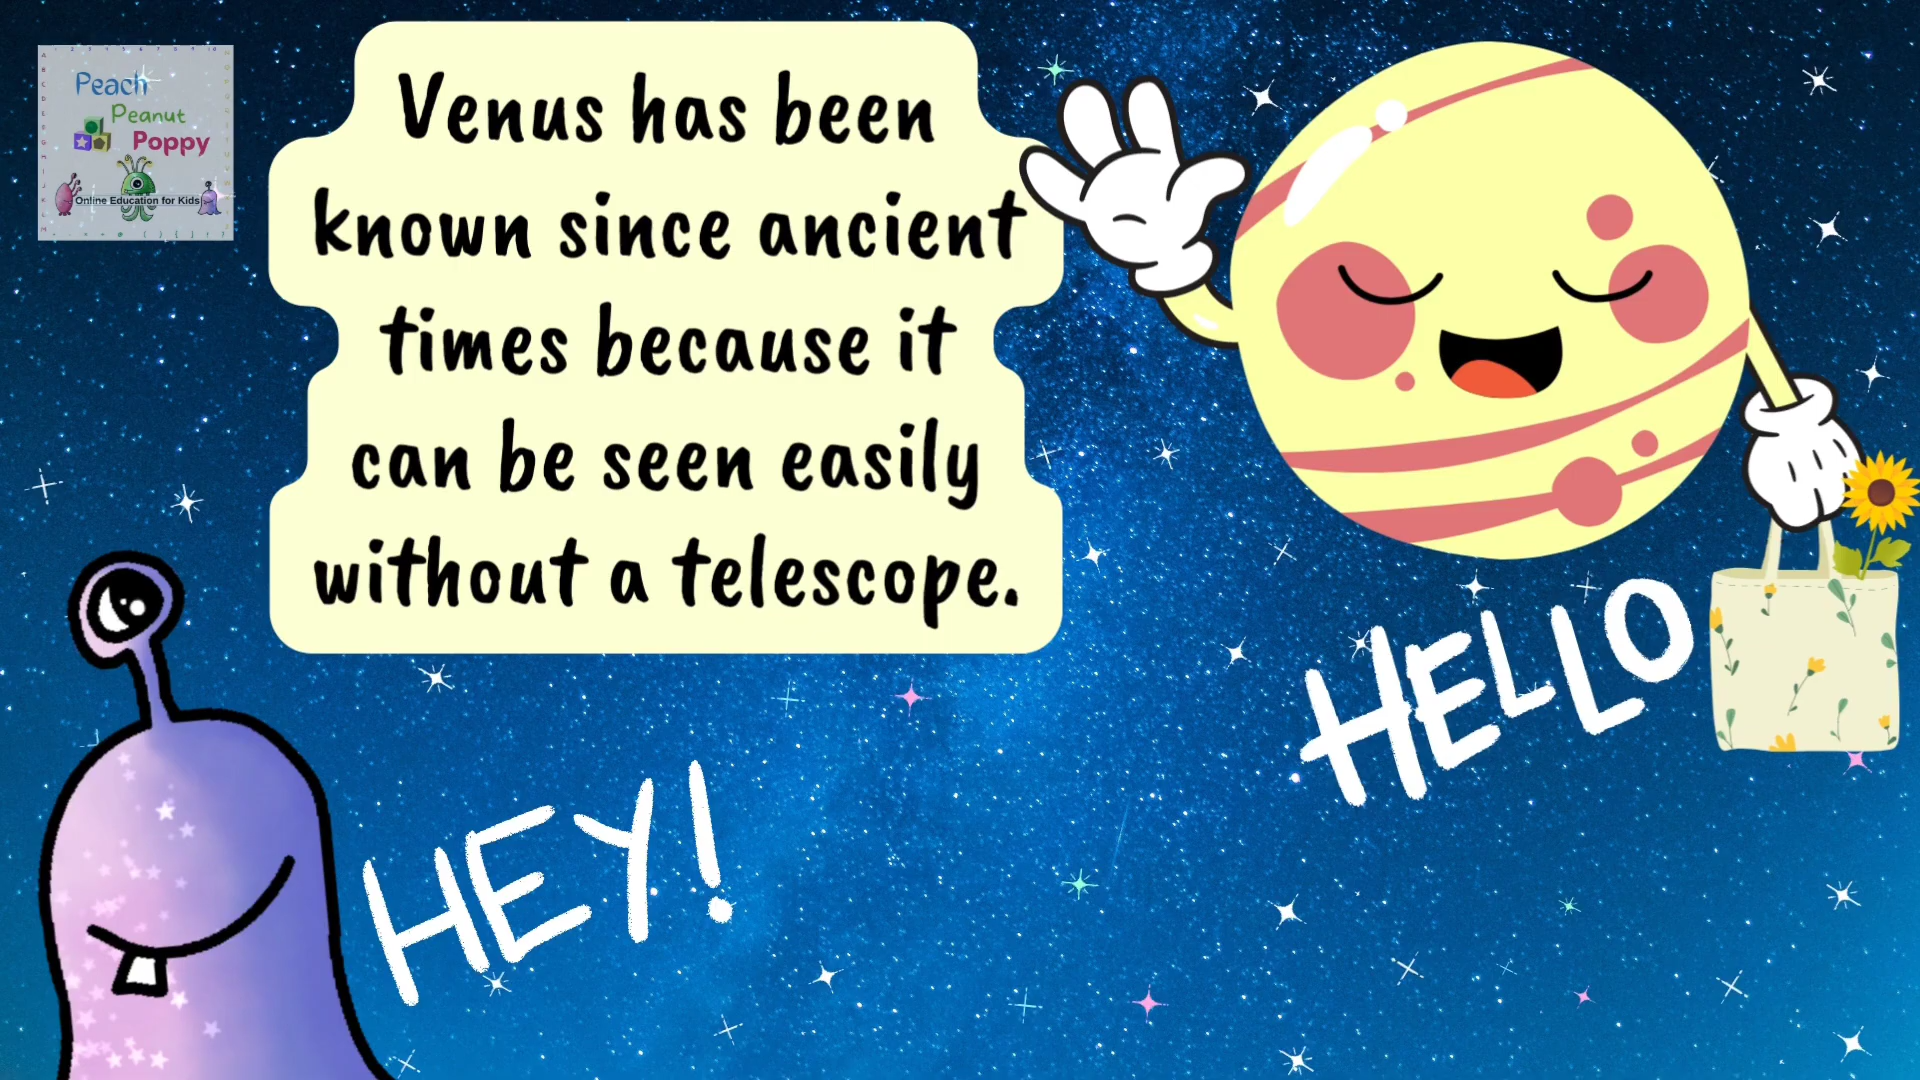 Peach
Peanut
Poppy
Online Education for Kids
Venus has been
known since ancient
times because it
can be seen easily
without a telescope.
HELLO
HEY!